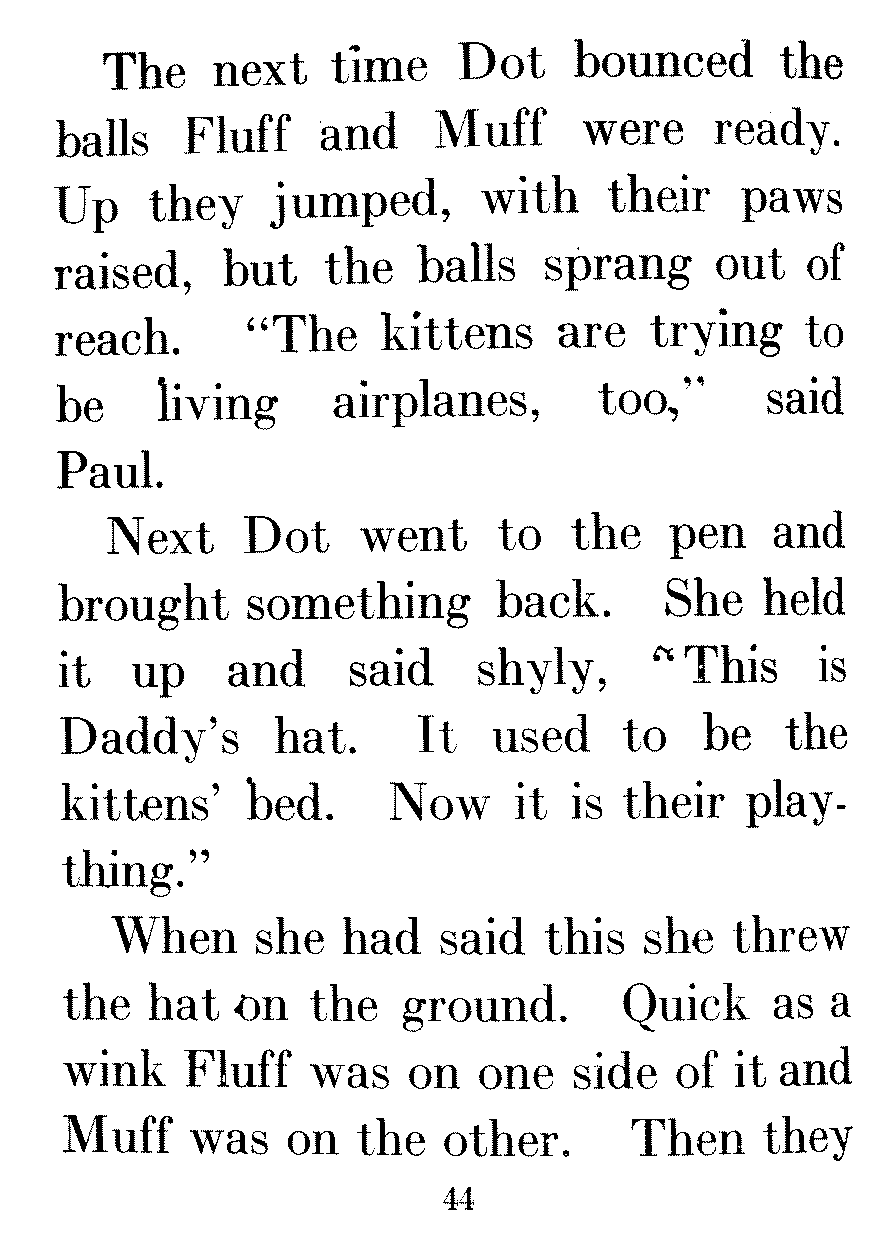 The next time Dot bounced the
balls Fluff and Muff were ready.
Up they jumped, with their paws
raised, but the balls sprang out of
reach. “The kittens are trying to
be living airplanes, too,” said
Paul.
Next Dot went to the pen and
brought something back. She held
it up and said shyly, “This is
Daddy’s hat. It used to be the
kittens’ bed. Now it is their play-
thing.”
When she had said this she threw
the hat on the ground. Quick as a
wink Fluff was on one side of it and
Muff was on the other. Then they
44